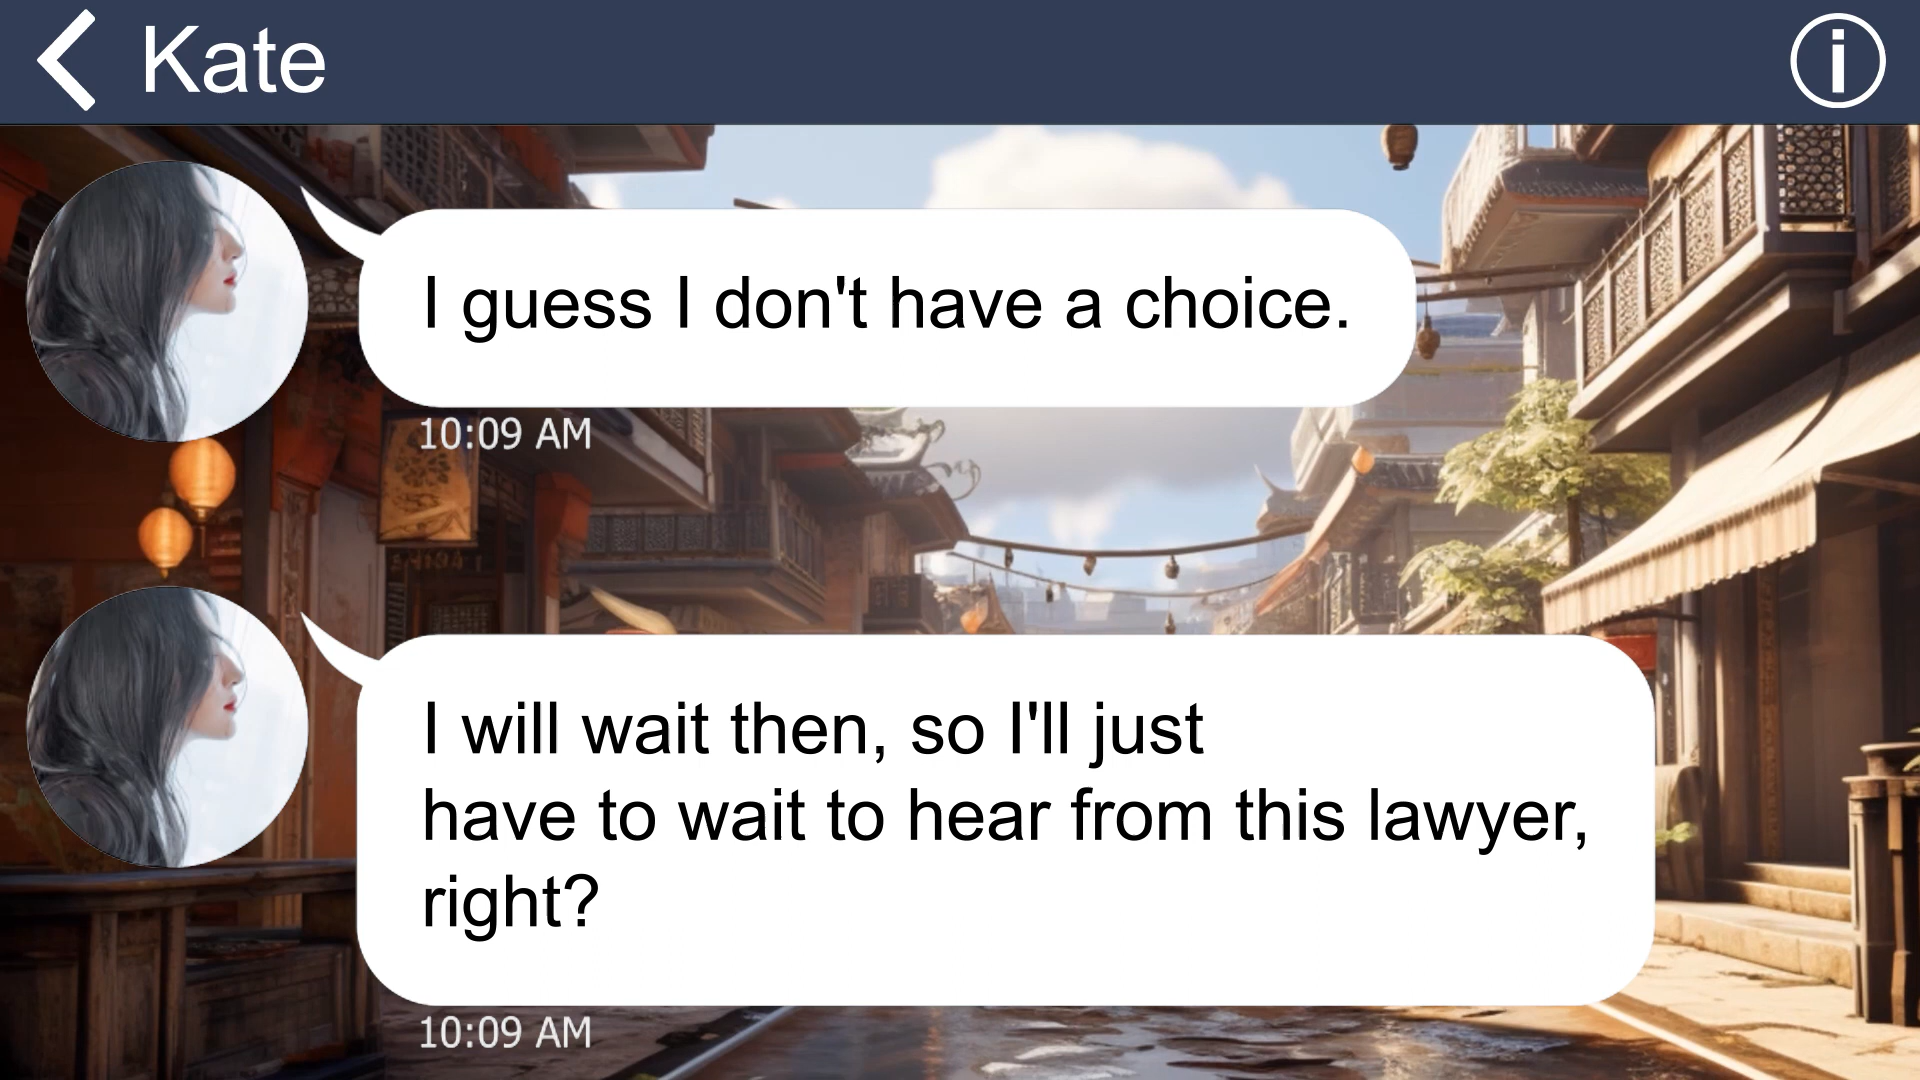 Kate
I guess I don't have a choice.
10:09 AM
I will wait then, so I'll just
have to wait to hear from this lawyer,
right?
10:09 AM